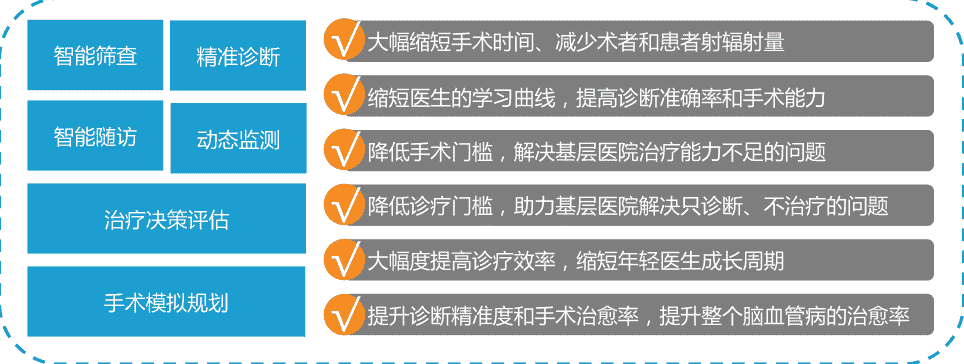 智能筛查
精准诊断
智能随访
动态监测
治疗决策评估
手术模拟规划
大幅缩短手术时间、减少术者和患者射辐射量
缩短医生的学习曲线，提高诊断准确率和手术能力
降低手术门槛，解决基层医院治疗能力不足的问题
降低诊疗门槛，助力基层医院解决只诊断、不治疗的问题
大幅度提高诊疗效率，缩短年轻医生成长周期
提升诊断精准度和手术治愈率，提升整个脑血管病的治愈率